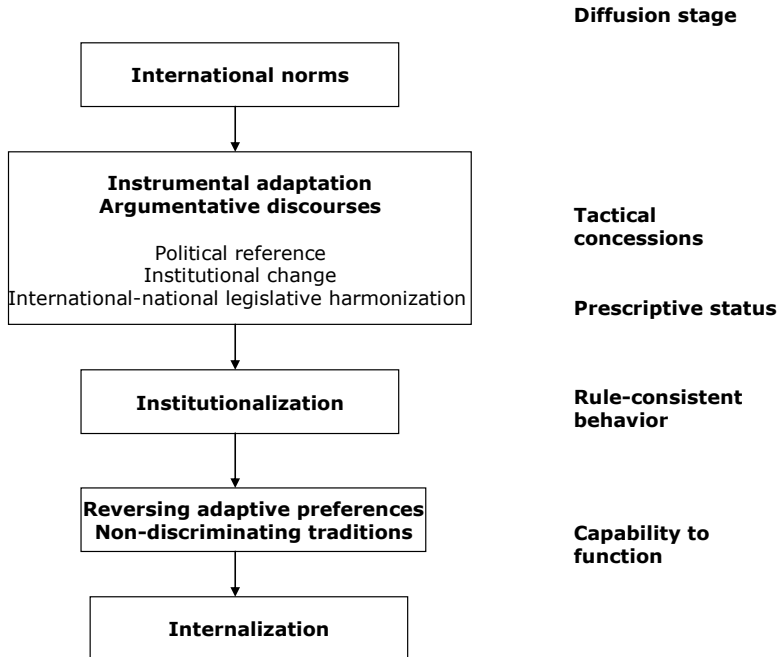 Diffusion stage
International norms
Instrumental adaptation
Argumentative discourses
Political reference
Institutional change
International-national legislative harmonization
Tactical
concessions
Prescriptive status
Institutionalization
Rule-consistent
behavior
Reversing adaptive preferences
Non-discriminating traditions
Capability to
function
Internalization